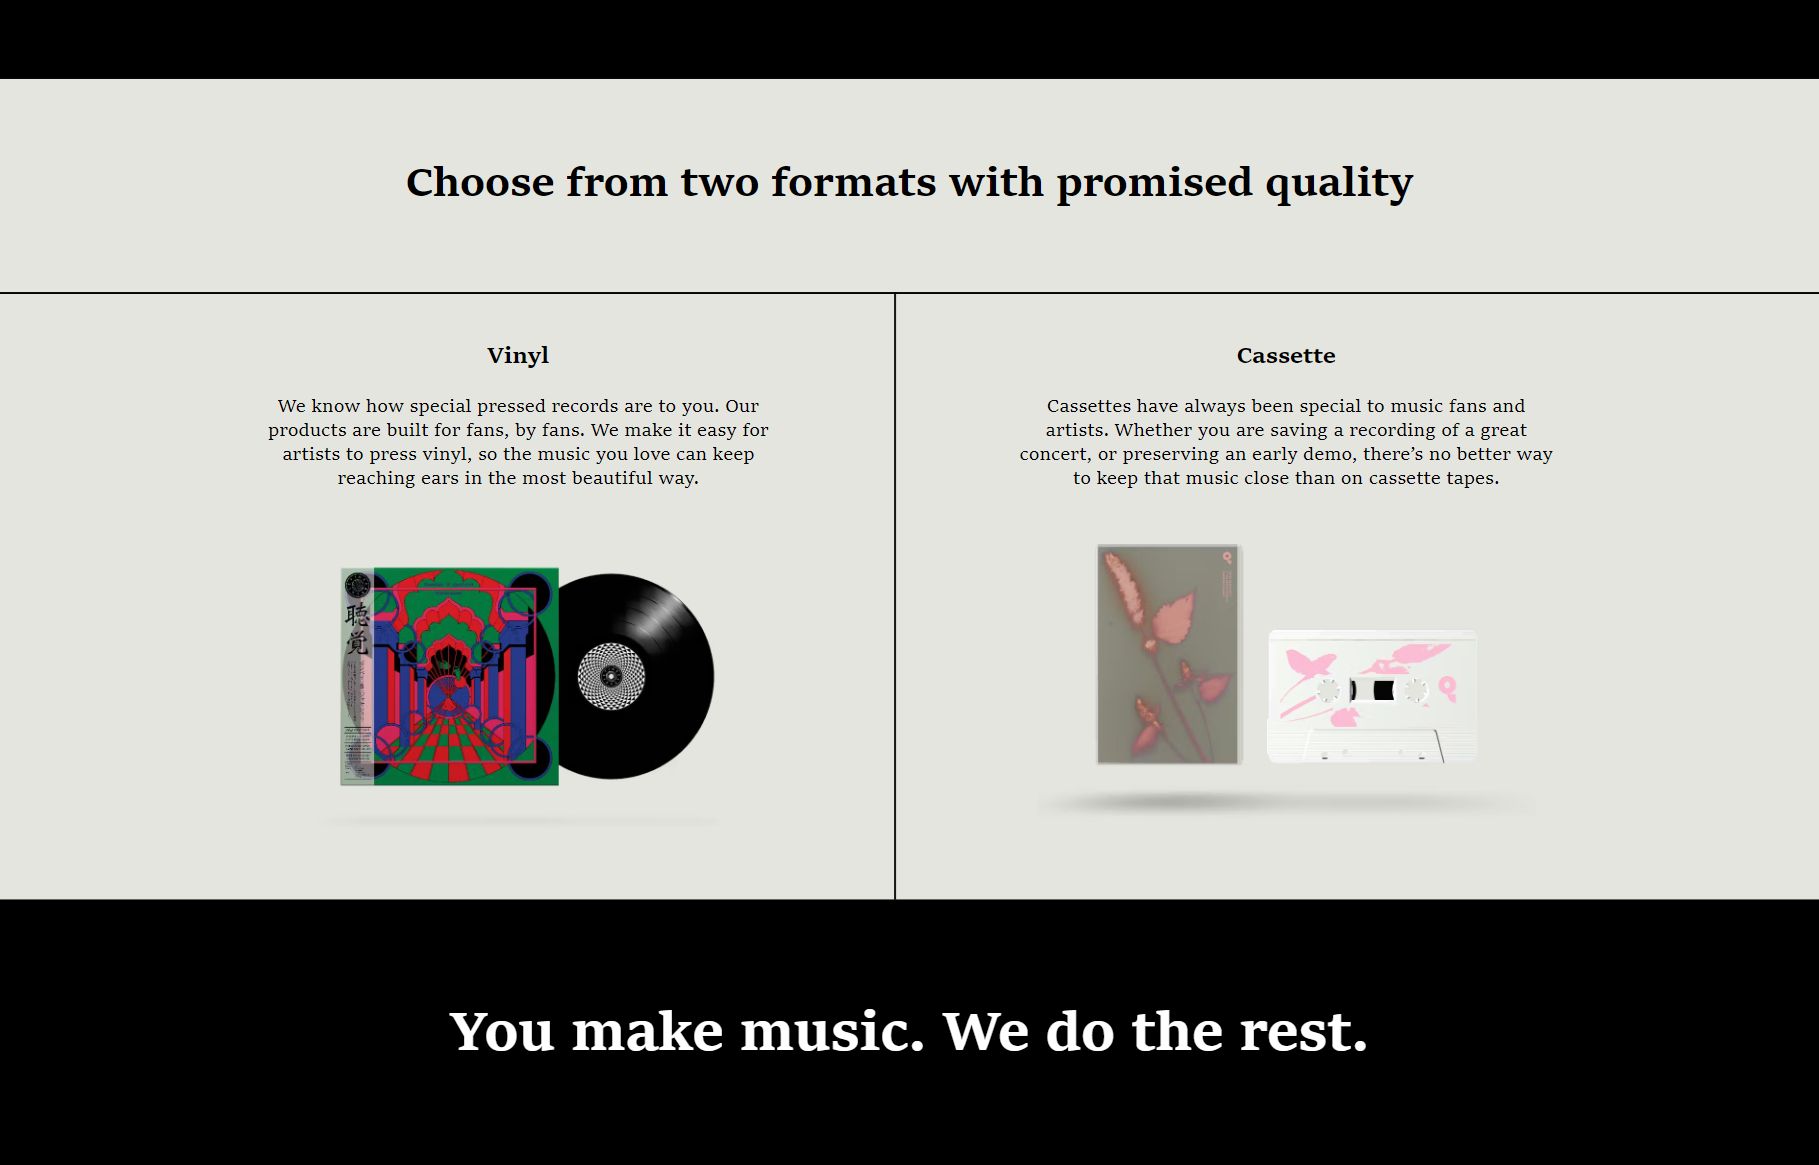 Choose from two formats with promised quality
Vinyl
We know how special pressed records are to you. Our
products are built for fans, by fans. We make it easy for
artists to press vinyl, so the music you love can keep
reaching ears in the most beautiful way.
聴
覚
Cassette
Cassettes have always been special to music fans and
artists. Whether you are saving a recording of a great
concert, or preserving an early demo, there’s no better way
to keep that music close than on cassette tapes.
You make music. We do the rest.